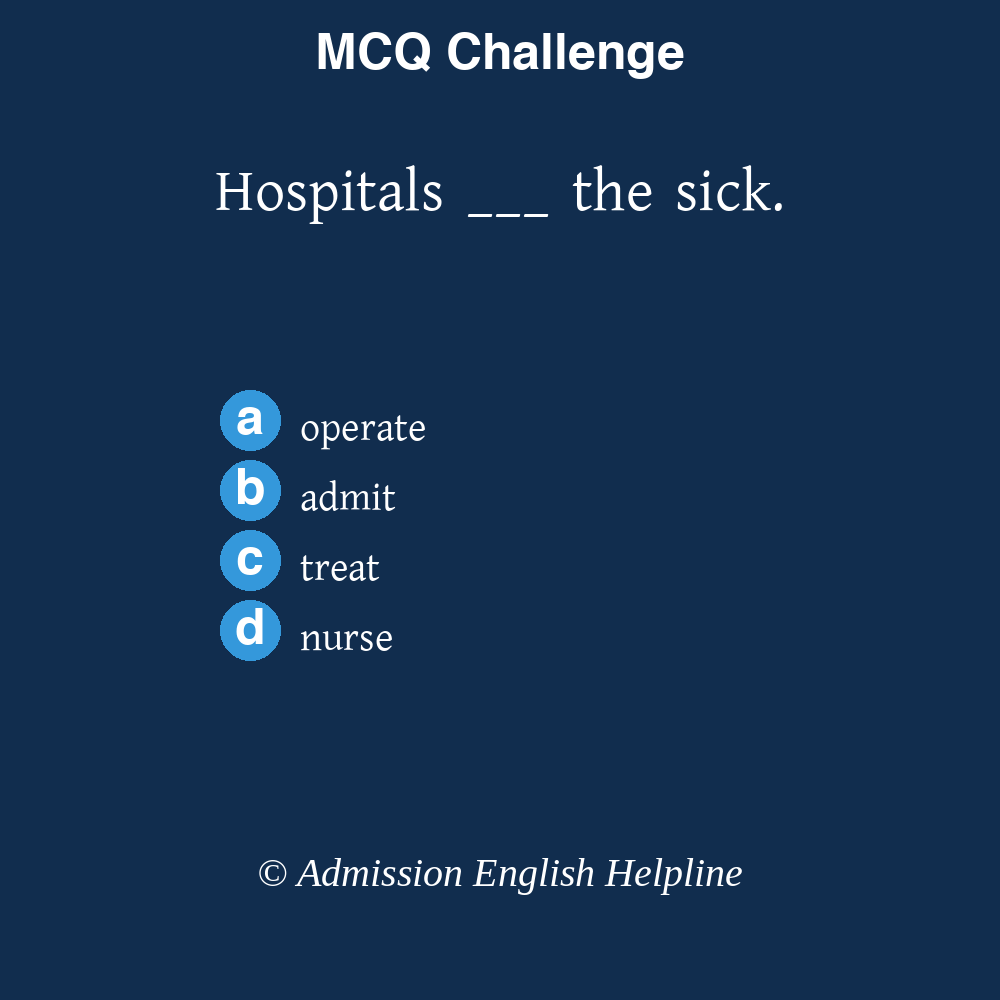 MCQ Challenge
Hospitals ___ the sick.
a operate
b admit
c treat
d nurse
© Admission English Helpline